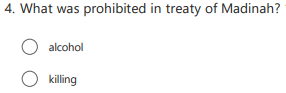 4. What was prohibited in treaty of Madinah?
alcohol
killing